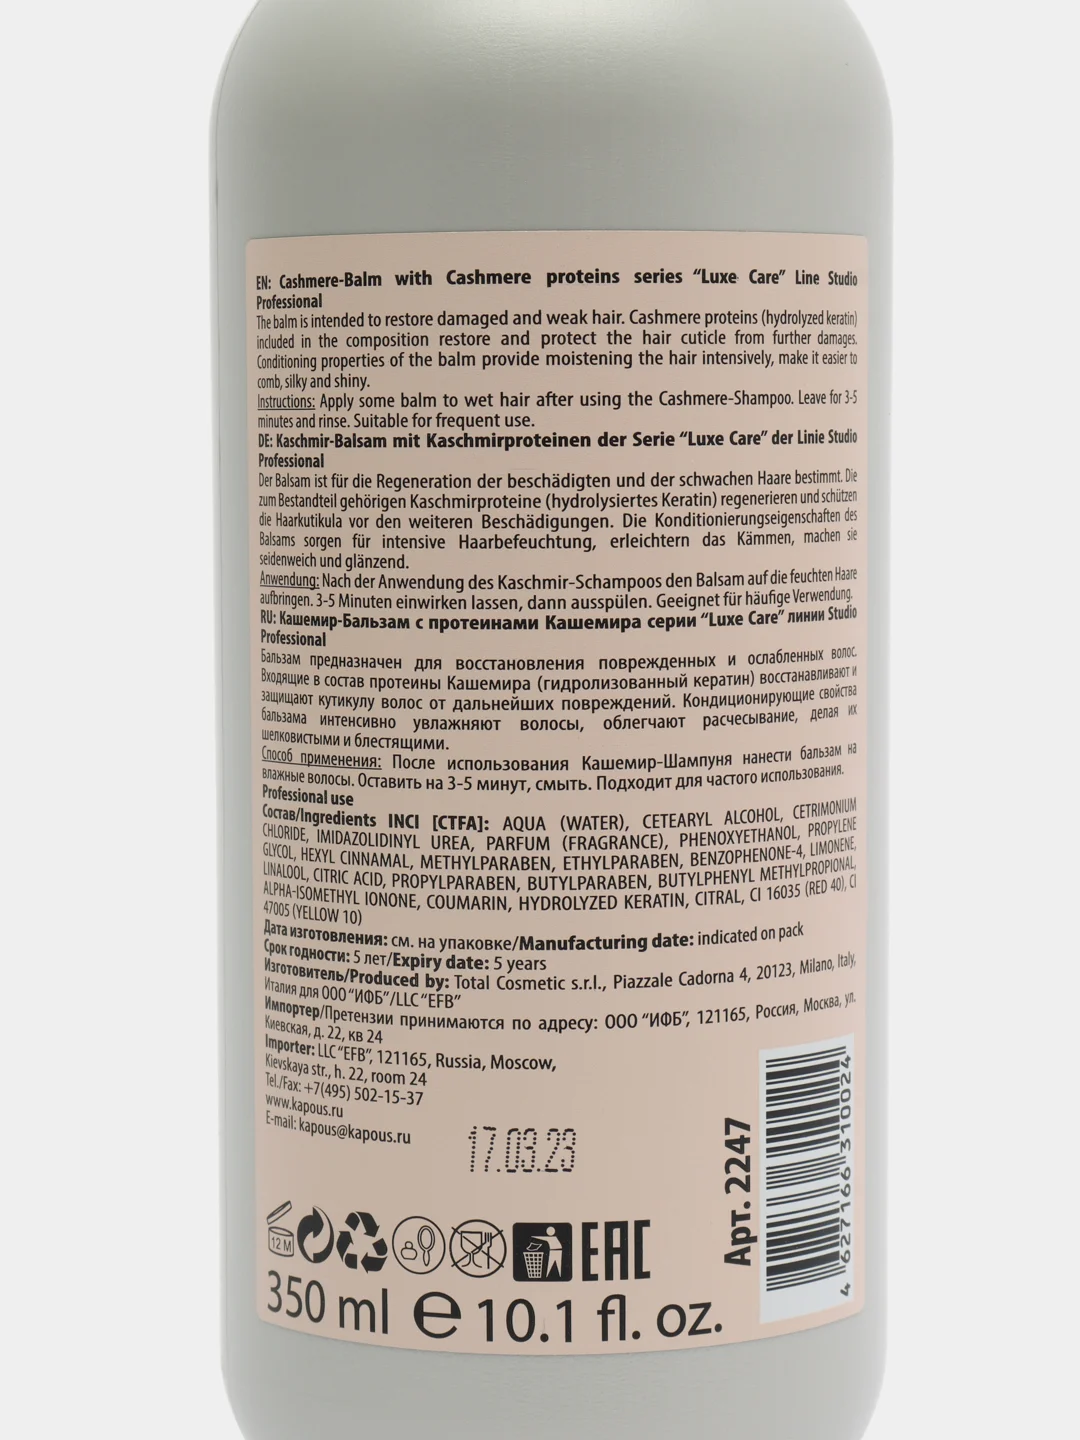 EN: Cashmere-Balm with Cashmere proteins series “Luxe Care” Line Studio
Professional
The balm is intended to restore damaged and weak hair. Cashmere proteins (hydrolyzed keratin)
included in the composition restore and protect the hair cuticle from further damages.
Conditioning properties of the balm provide moistening the hair intensively, make it easier to
comb, silky and shiny.
Instructions: Apply some balm to wet hair after using the Cashmere-Shampoo. Leave for 3-5
minutes and rinse. Suitable for frequent use.
DE: Kaschmir-Balsam mit Kaschmirproteinen der Serie “Luxe Care” der Linie Studio
Professional
Der Balsam ist für die Regeneration der beschädigten und der schwachen Haare bestimmt. Die
zum Bestandteil gehörigen Kaschmirproteine (hydrolysiertes Keratin) regenerieren und schützen
die Haarkutikula vor den weiteren Beschädigungen. Die Konditionierungseigenschaften des
Balsams sorgen für intensive Haarbefeuchtung, erleichtern das Kämmen, machen sie
seidenweich und glänzend.
Anwendung: Nach der Anwendung des Kaschmir-Schampoos den Balsam auf die feuchten Haare
aufbringen. 3-5 Minuten einwirken lassen, dann ausspülen. Geeignet für häufige Verwendung.
RU: Кашемир-Бальзам с протеинами Кашемира серии “Luxe Care” линии Studio
Professional
Бальзам предназначен для восстановления поврежденных и ослабленных волос.
Входящие в состав протеины Кашемира (гидролизованный кератин) восстанавливают и
защищают кутикулу волос от дальнейших повреждений. Кондиционирующие свойства
бальзама интенсивно увлажняют волосы, облегчают расчесывание, делая их
шелковистыми и блестящими.
Способ применения: После использования Кашемир-Шампуня нанести бальзам на
влажные волосы. Оставить на 3-5 минут, смыть. Подходит для частого использования.
Professional use
Состав/Ingredients INCI [CTFA]: AQUA (WATER), CETEARYL ALCOHOL, CETRIMONIUM
CHLORIDE, IMIDAZOLIDINYL UREA, PARFUM (FRAGRANCE), PHENOXYETHANOL, PROPYLENE
GLYCOL, HEXYL CINNAMAL, METHYLPARABEN, ETHYLPARABEN, BENZOPHENONE-4, LIMONENE,
LINALOOL, CITRIC ACID, PROPYLPARABEN, BUTYLPARABEN, BUTYLPHENYL METHYLPROPIONAL,
ALPHA-ISOMETHYL IONONE, COUMARIN, HYDROLYZED KERATIN, CITRAL, CI 16035 (RED 40), CI
47005 (YELLOW 10)
Дата изготовления: см. на упаковке/Manufacturing date: indicated on pack
Срок годности: 5 лет/Expiry date: 5 years
Изготовитель/Produced by: Total Cosmetic s.r.l., Piazzale Cadorna 4, 20123, Milano, Italy,
Италия для ООО “ИФБ”/LLC “EFB”
Импортер/Претензии принимаются по адресу: ООО “ИФБ”, 121165, Россия, Москва, ул.
Киевская, д. 22, кв 24
Importer: LLC “EFB”, 121165, Russia, Moscow,
Kievskaya str., h. 22, room 24
Tel./Fax: +7(495) 502-15-37
www.kapous.ru
E-mail: kapous@kapous.ru
17.03.23
Арт. 2247
4 627166 310024
12 M
EAC
350 ml e 10.1 fl. oz.